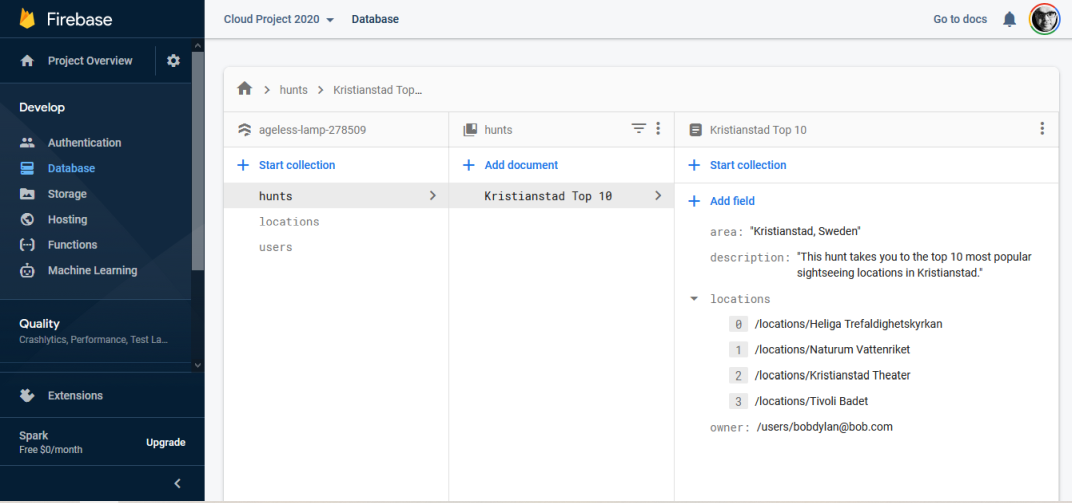 Firebase
Cloud Project 2020
Database
Go to docs
Project Overview
Develop
Authentication
Database
Storage
Hosting
Functions
Machine Learning
Quality
Crashlytics, Performance, Test La...
Extensions
Spark
Free $0/month
Upgrade
hunts
Kristianstad Top...
ageless-lamp-278509
hunts
Kristianstad Top 10
Start collection
Add document
Start collection
hunts
locations
users
Kristianstad Top 10
Add field
area: "Kristianstad, Sweden"
description: "This hunt takes you to the top 10 most popular
sightseeing locations in Kristianstad."
locations
0 /locations/Heliga Trefaldighetskyrkan
1 /locations/Naturum Vattenriket
2 /locations/Kristianstad Theater
3 /locations/Tivoli Badet
owner: /users/bobdylan@bob.com